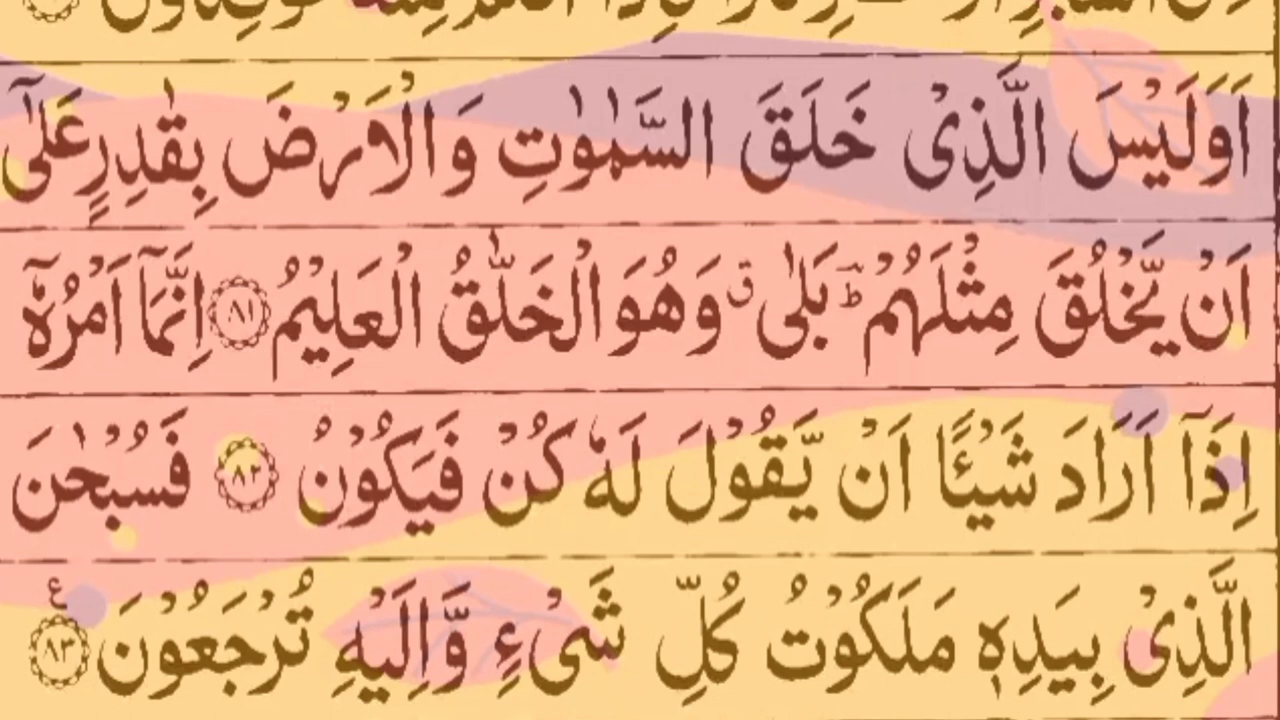 اَوَلَيْسَ الَّذِىْ خَلَقَ السَّمٰوٰتِ وَالْاَرْضَ بِقٰدِرٍ عَلٰٓى
اَنْ يَّخْلُقَ مِثْلَهُمْ ؕ بَلٰى ۚ وَهُوَ الْخَلّٰقُ الْعَلِيْمُ ۝۸۱ اِنَّمَاۤ اَمْرُهٗۤ
اِذَاۤ اَرَادَ شَيْـًٔا اَنْ يَّقُوْلَ لَهٗ كُنْ فَيَكُوْنُ ۝۸۲ فَسُبْحٰنَ
الَّذِىْ بِيَدِهٖ مَلَكُوْتُ كُلِّ شَىْءٍ وَّاِلَيْهِ تُرْجَعُوْنَ ۝۸۳ ع